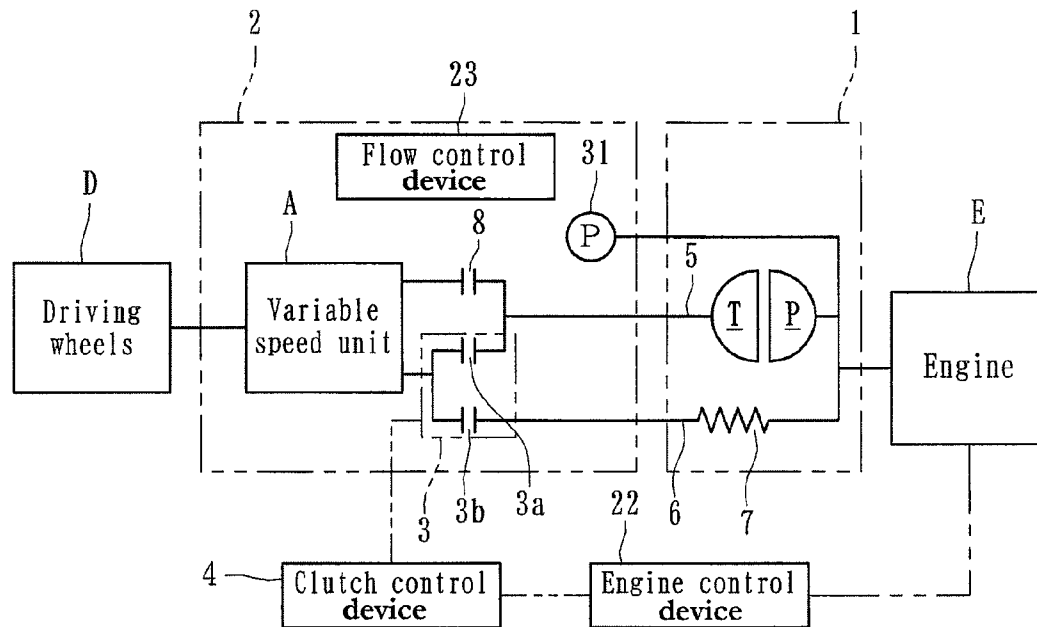 2
1
23
Flow control
device
31
P
D
A
8
E
5
Driving
wheels
Variable
speed unit
T
P
Engine
3
3b
3a
6
7
22
4
Clutch control
device
Engine control
device